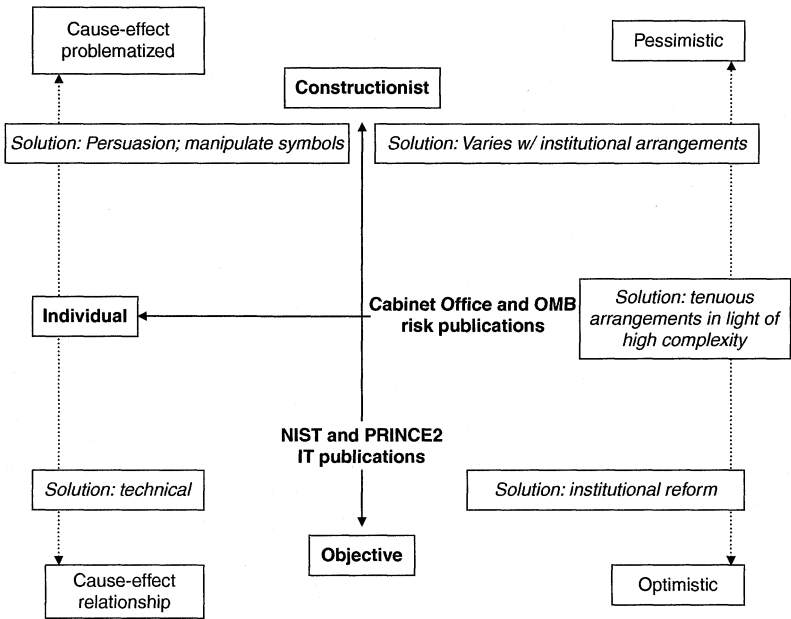 Cause-effect
problematized
Pessimistic
Constructionist
Solution: Persuasion; manipulate symbols
Solution: Varies w/ institutional arrangements
Individual
Cabinet Office and OMB
risk publications
Solution: tenuous
arrangements in light of
high complexity
NIST and PRINCE2
IT publications
Solution: technical
Solution: institutional reform
Objective
Cause-effect
relationship
Optimistic